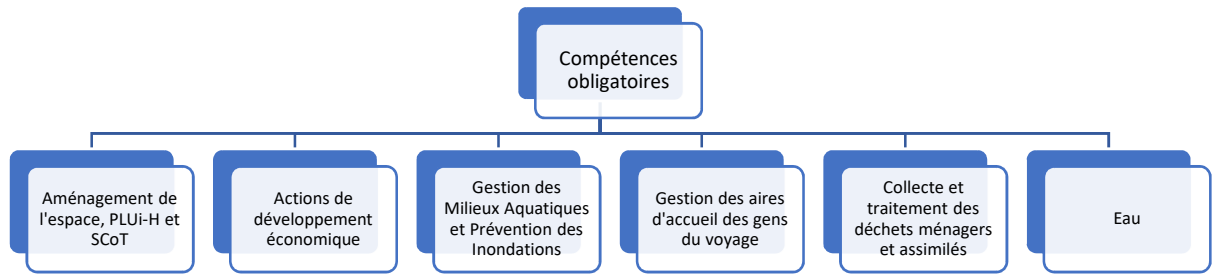 Compétences
obligatoires
Aménagement de
l'espace, PLUi-H et
SCoT
Actions de
développement
économique
Gestion des
Milieux Aquatiques
et Prévention des
Inondations
Gestion des aires
d'accueil des gens
du voyage
Collecte et
traitement des
déchets ménagers
et assimilés
Eau